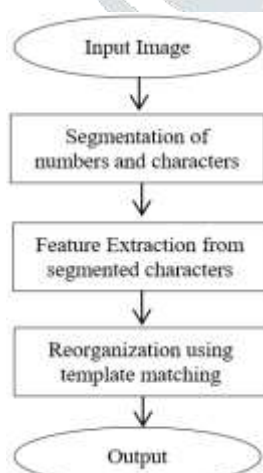 Input Image
Segmentation of
numbers and characters
Feature Extraction from
segmented characters
Reorganization using
template matching
Output